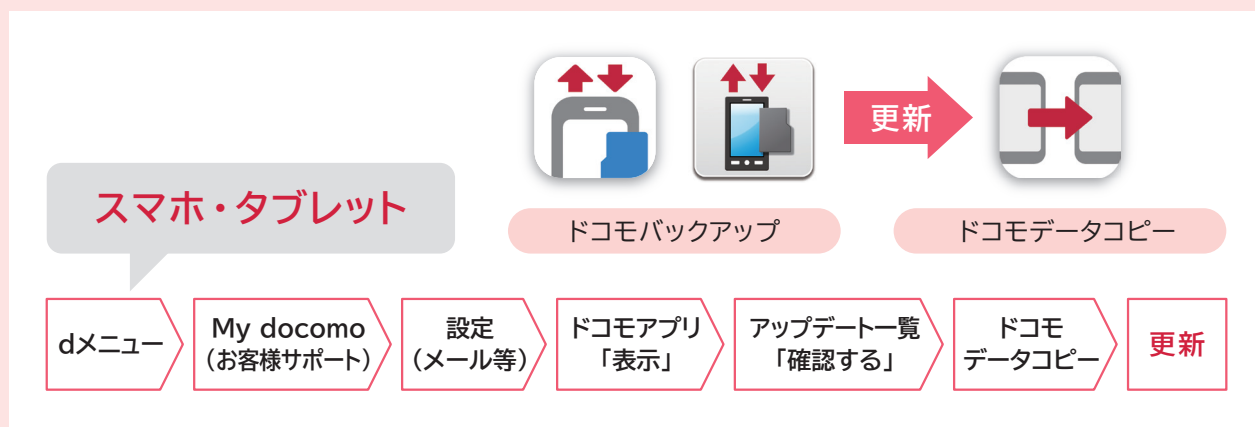 更新
スマホ・タブレット
ドコモバックアップ
ドコモデータコピー
dメニュー
My docomo
（お客様サポート）
設定
（メール等）
ドコモアプリ
「表示」
アップデート一覧
「確認する」
ドコモ
データコピー
更新